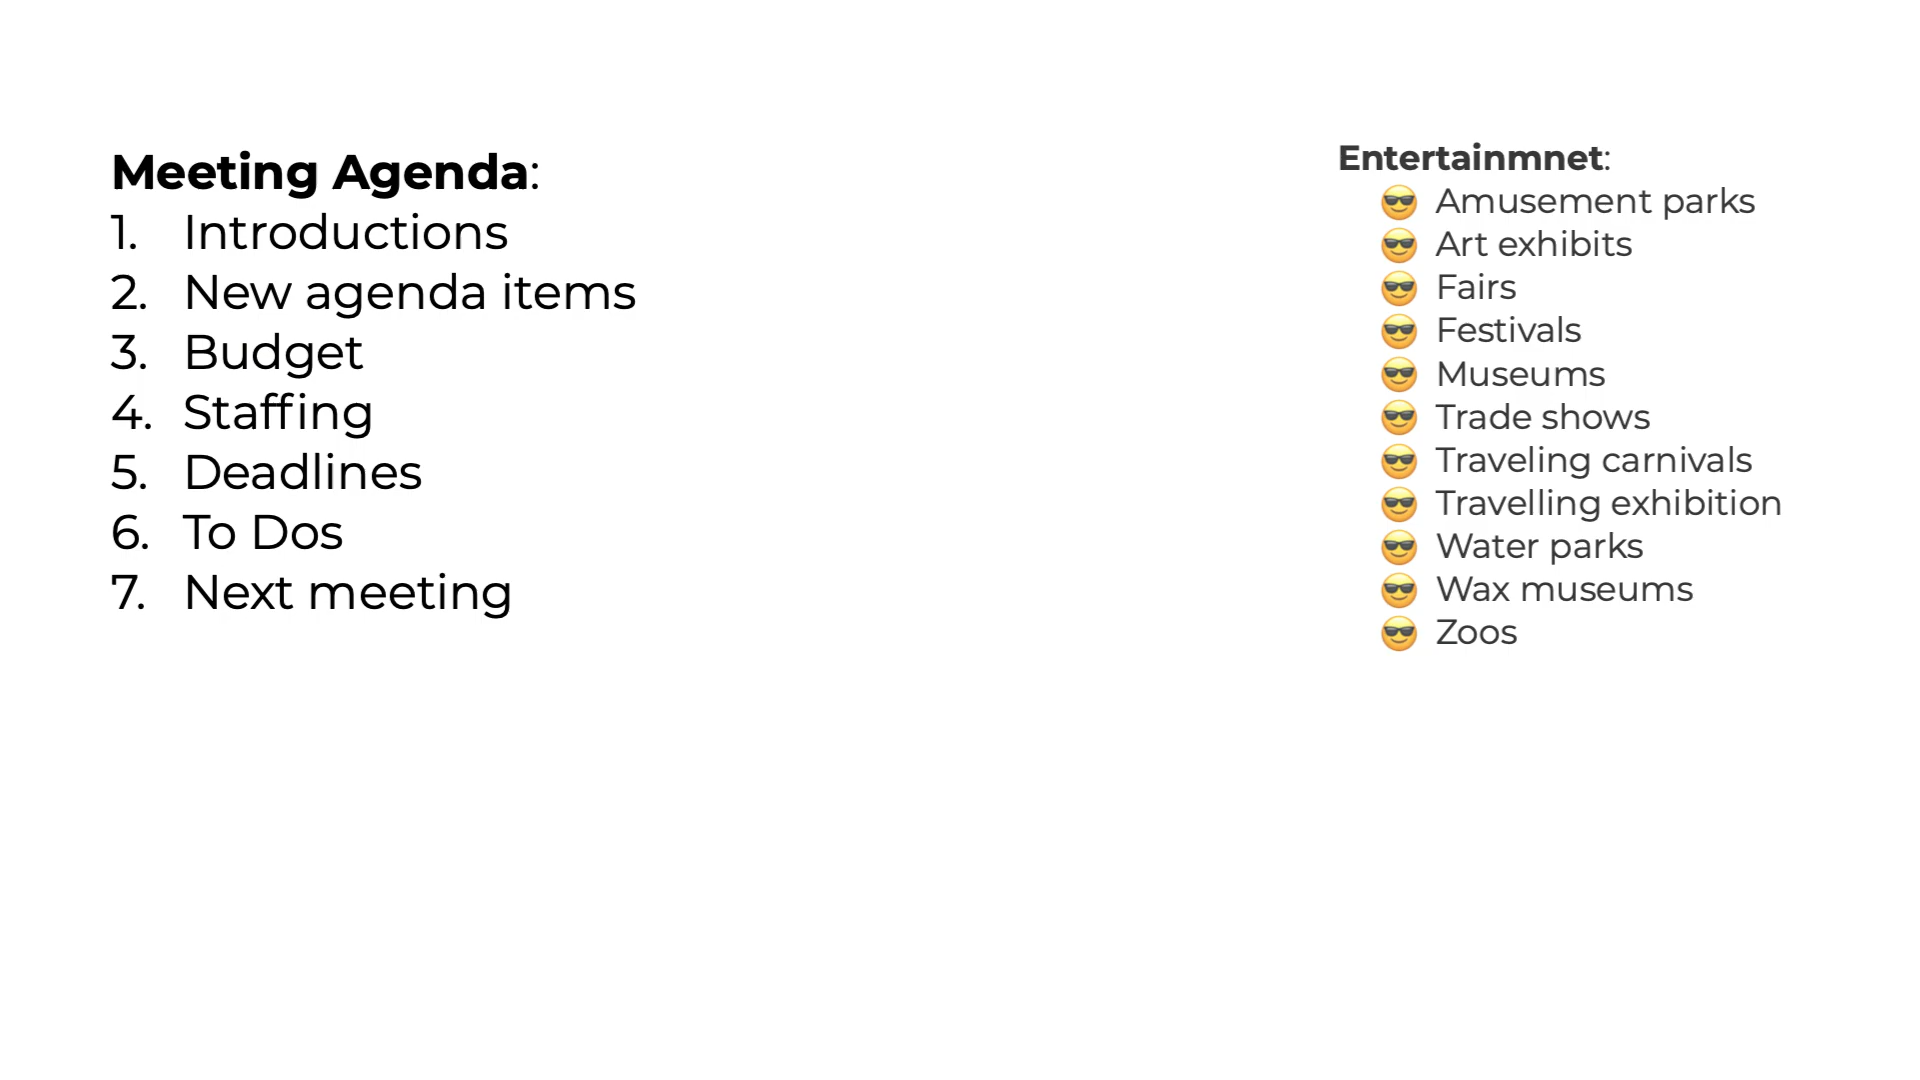 Meeting Agenda:
1. Introductions
2. New agenda items
3. Budget
4. Staffing
5. Deadlines
6. To Dos
7. Next meeting
Entertainmnet:
😎 Amusement parks
😎 Art exhibits
😎 Fairs
😎 Festivals
😎 Museums
😎 Trade shows
😎 Traveling carnivals
😎 Travelling exhibition
😎 Water parks
😎 Wax museums
😎 Zoos